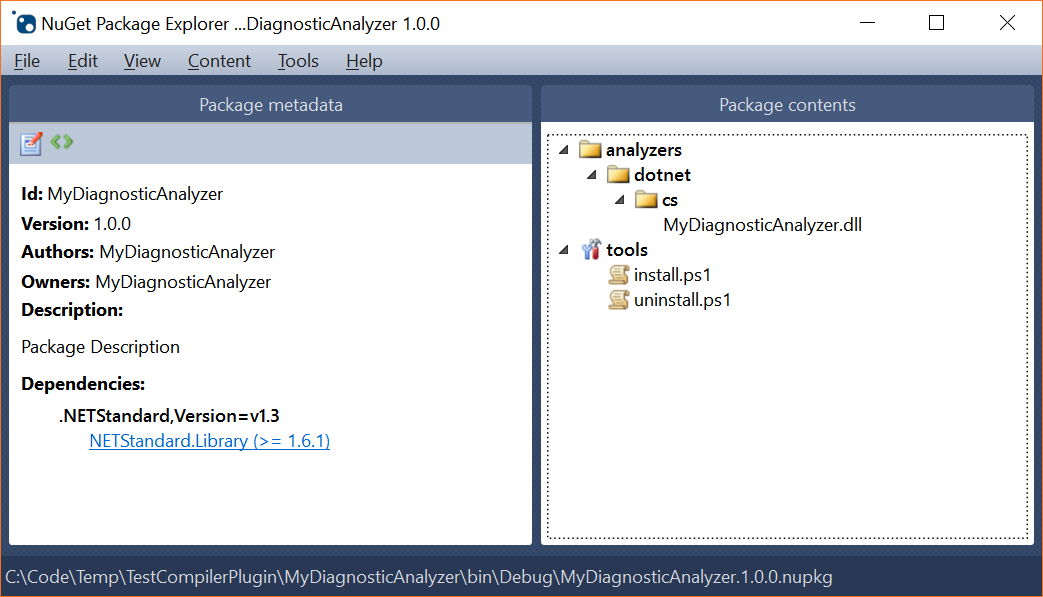 NuGet Package Explorer ...DiagnosticAnalyzer 1.0.0
File Edit View Content Tools Help
Package metadata
Id: MyDiagnosticAnalyzer
Version: 1.0.0
Authors: MyDiagnosticAnalyzer
Owners: MyDiagnosticAnalyzer
Description:
Package Description
Dependencies:
.NETStandard,Version=v1.3
NETStandard.Library (>= 1.6.1)
Package contents
analyzers
dotnet
cs
MyDiagnosticAnalyzer.dll
tools
install.ps1
uninstall.ps1
C:\Code\Temp\TestCompilerPlugin\MyDiagnosticAnalyzer\bin\Debug\MyDiagnosticAnalyzer.1.0.0.nupkg